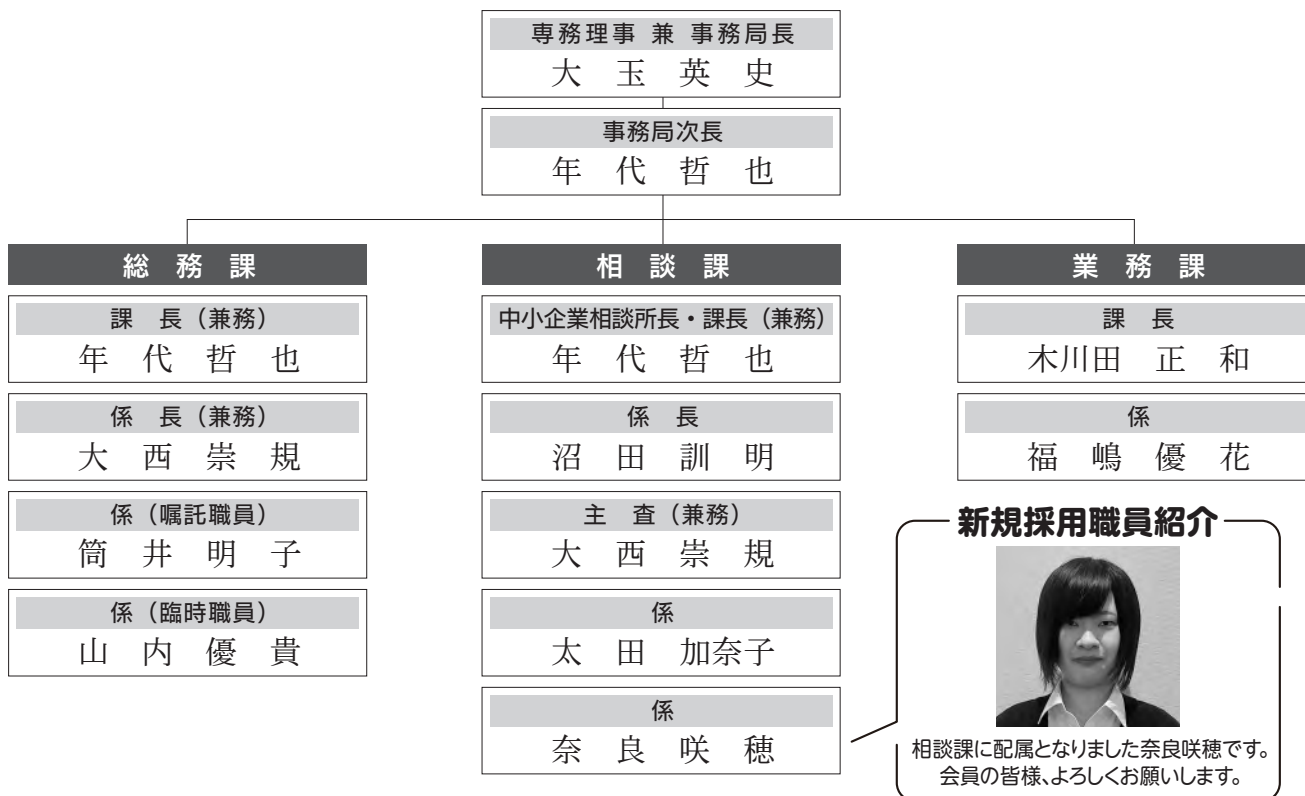 専務理事 兼 事務局長
大玉英史
事務局次長
年代哲也
総務課
課長（兼務）
年代哲也
係長（兼務）
大西崇規
係（嘱託職員）
筒井明子
係（臨時職員）
山内優貴
相談課
中小企業相談所長・課長（兼務）
年代哲也
係長
沼田訓明
主査（兼務）
大西崇規
係
太田加奈子
係
奈良咲穂
業務課
課長
木川田正和
係
福嶋優花
新規採用職員紹介
相談課に配属となりました奈良咲穂です。
会員の皆様、よろしくお願いします。